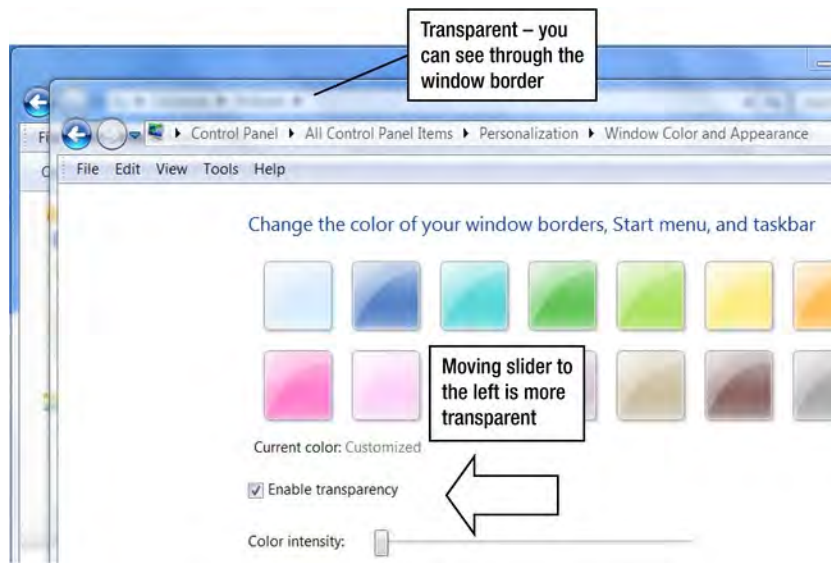 Transparent – you
can see through the
window border
Control Panel All Control Panel Items Personalization Window Color and Appearance
File Edit View Tools Help
Change the color of your window borders, Start menu, and taskbar
Moving slider to
the left is more
transparent
Current color: Customized
Enable transparency
Color intensity: